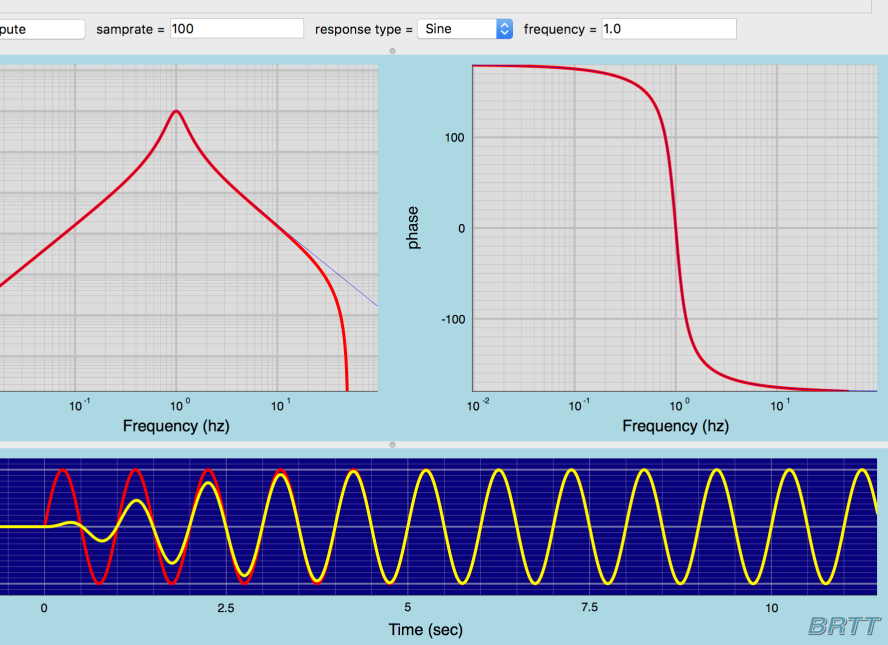 pute samprate = 100 response type = Sine frequency = 1.0
100
0
-100
phase
10-1 100 101
10-2 10-1 100 101
Frequency (hz) Frequency (hz)
0 2.5 5 7.5 10
Time (sec)
BRTT